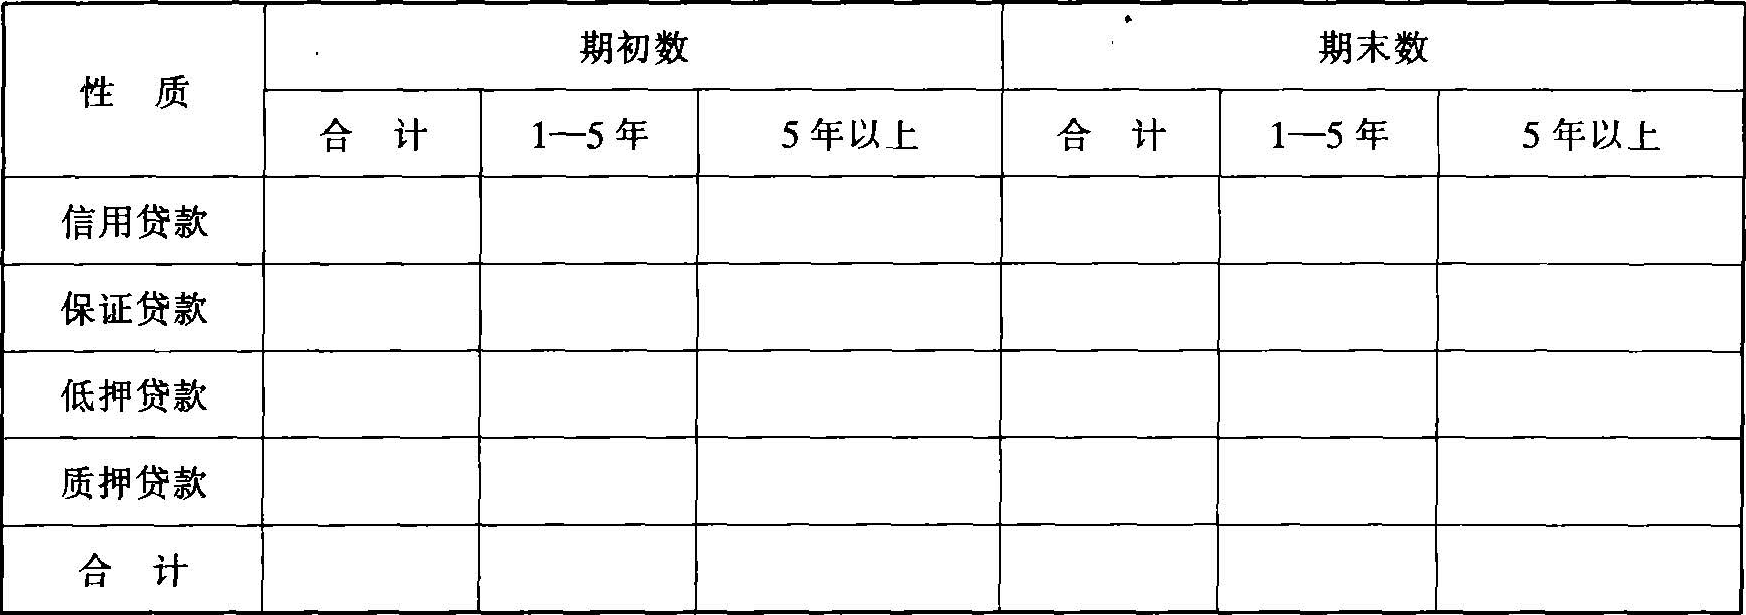 性 质
期初数
期末数
合 计
1—5 年
5 年以上
合 计
1—5 年
5 年以上
信用贷款
保证贷款
低押贷款
质押贷款
合 计